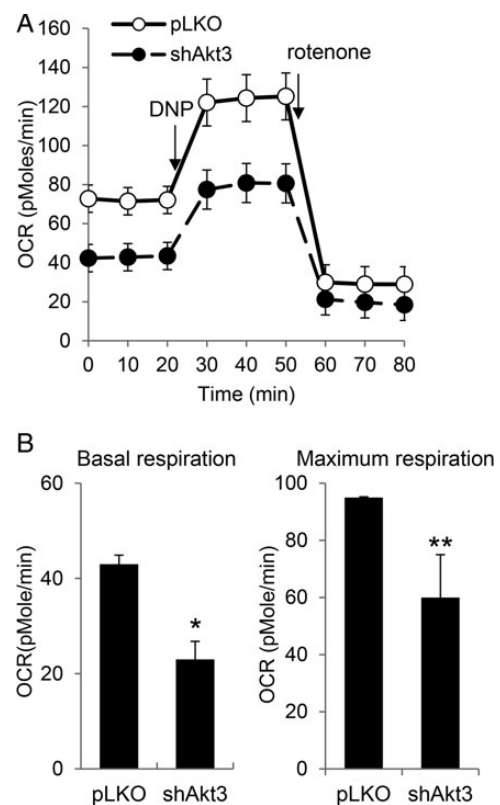 A
pLKO
shAkt3
rotenone
DNP
OCR (pMoles/min)
160
140
120
100
80
60
40
20
0
0 10 20 30 40 50 60 70 80
Time (min)
B
Basal respiration
OCR(pMole/min)
60
40
20
0
*
pLKO shAkt3
Maximum respiration
OCR (pMole/min)
100
80
60
40
20
0
**
pLKO shAkt3